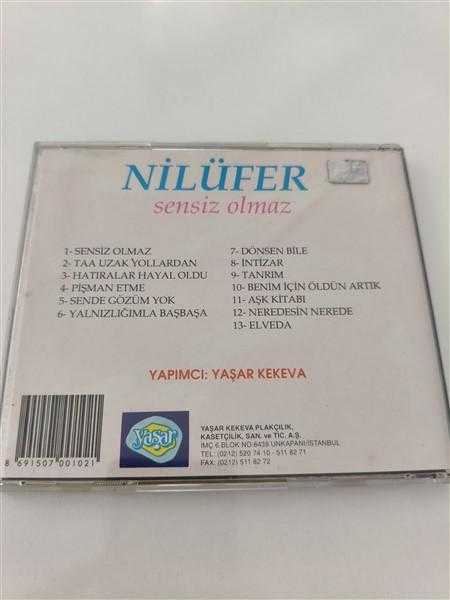 NİLÜFER
sensiz olmaz
1- SENSİZ OLMAZ
2- TAA UZAK YOLLARDAN
3- HATIRALAR HAYAL OLDU
4- PİŞMAN ETME
5- SENDE GÖZÜM YOK
6- YALNIZLIĞIMLA BAŞBAŞA
7- DÖNSEN BİLE
8- İNTİZAR
9- TANRIM
10- BENİM İÇİN ÖLDÜN ARTIK
11- AŞK KİTABI
12- NEREDESİN NEREDE
13- ELVEDA
YAPIMCI: YAŞAR KEKEVA
8 691507 001021
yaşar
YAŞAR KEKEVA PLAKÇILIK,
KASETÇİLİK, SAN. ve TİC. A.Ş.
İMÇ 6.BLOK NO:6438 UNKAPANI/İSTANBUL
TEL: (0212) 520 74 10 - 511 82 71
FAX: (0212) 511 82 72